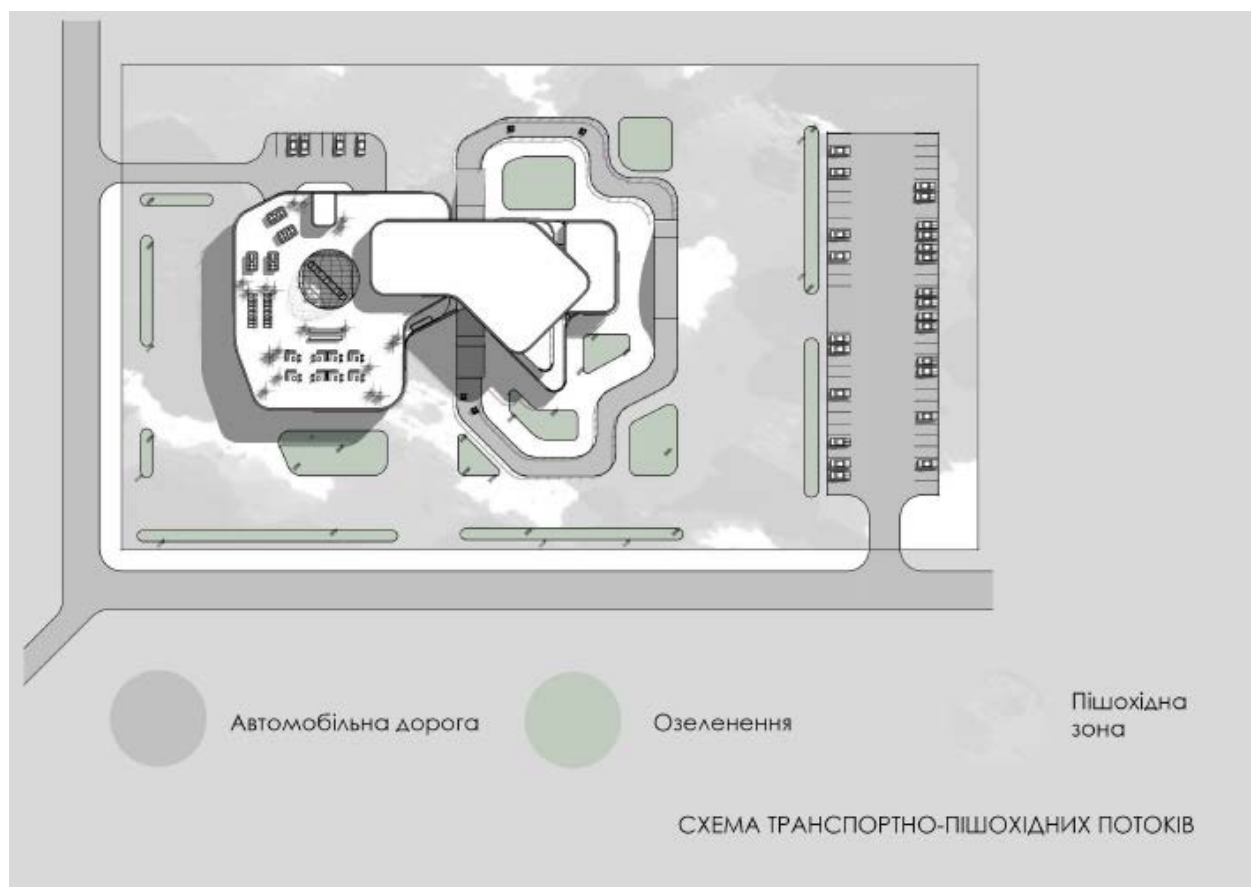 Автомобільна дорога
Озеленення
Пішохідна
зона
СХЕМА ТРАНСПОРТНО-ПІШОХІДНИХ ПОТОКІВ